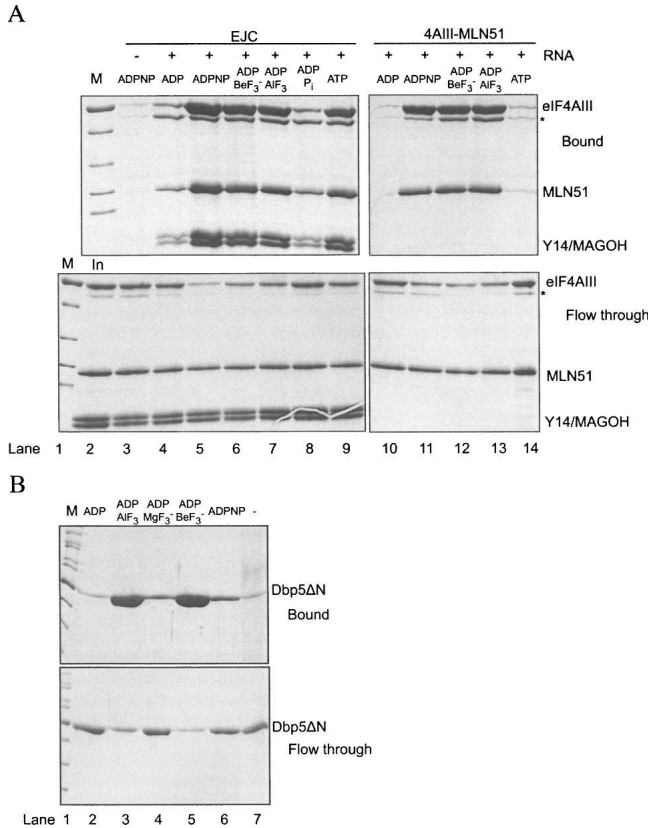 A
EJC
4AIII-MLN51
- + + + + + + + + + + + RNA
M ADPNP ADP ADPNP ADP BeF3- ADP AlF3 ADP Pi ATP ADP ADPNP ADP BeF3- ADP AlF3 ATP
eIF4AIII
*
Bound
MLN51
Y14/MAGOH
M In
eIF4AIII
*
Flow through
MLN51
Y14/MAGOH
Lane 1 2 3 4 5 6 7 8 9 10 11 12 13 14
B
M ADP ADP AlF3 ADP MgF3- ADP BeF3- ADPNP -
Dbp5ΔN
Bound
Dbp5ΔN
Flow through
Lane 1 2 3 4 5 6 7